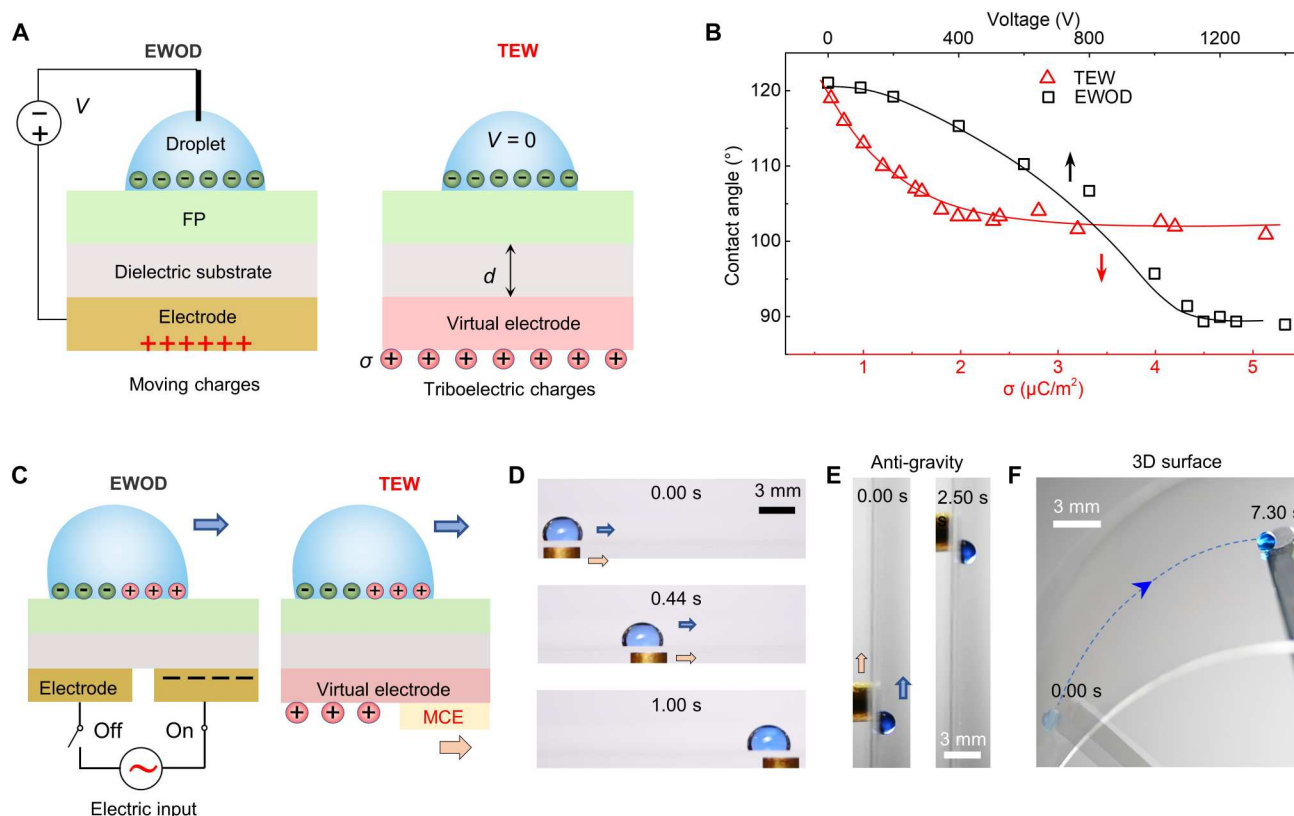 A
EWOD
TEW
V
−
+
Droplet
V = 0
− − − − − −
− − − − − −
FP
Dielectric substrate
d
Electrode
Virtual electrode
++++++
σ + + + + + + +
Moving charges
Triboelectric charges
B
Voltage (V)
0 400 800 1200
TEW
EWOD
Contact angle (°)
120
110
100
90
1 2 3 4 5
σ (μC/m²)
C
EWOD
TEW
− − − + + +
− − − + + +
Electrode
− − − − −
Virtual electrode
+ + +
MCE
Off
On
~
Electric input
D
0.00 s
3 mm
0.44 s
1.00 s
E
Anti-gravity
0.00 s
2.50 s
3 mm
F
3D surface
3 mm
7.30 s
0.00 s